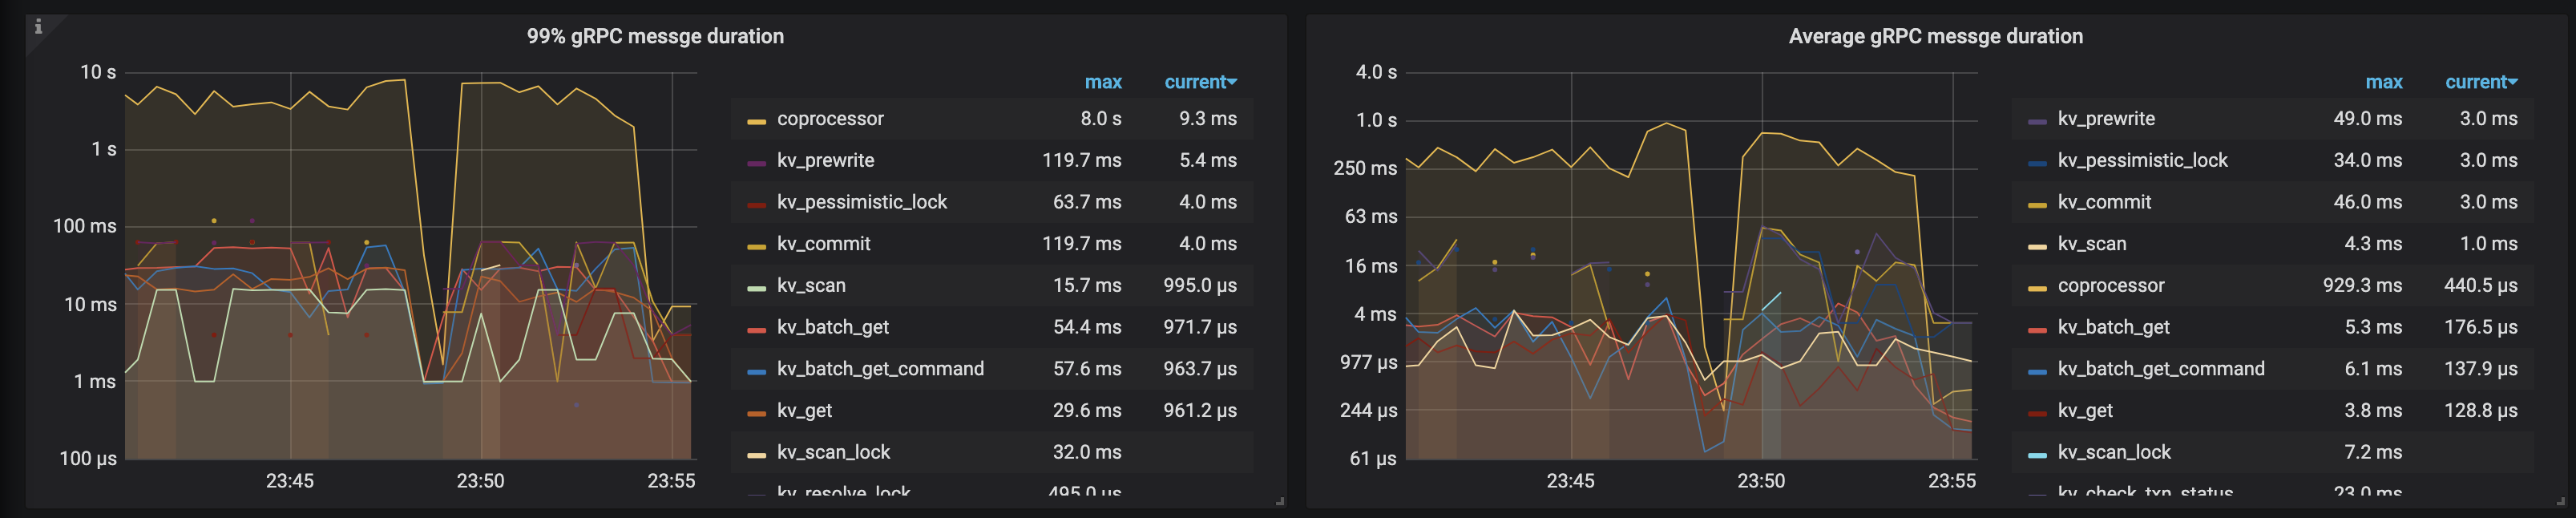 i
99% gRPC messge duration
10 s
1 s
100 ms
10 ms
1 ms
100 µs
23:45 23:50 23:55
max current
coprocessor 8.0 s 9.3 ms
kv_prewrite 119.7 ms 5.4 ms
kv_pessimistic_lock 63.7 ms 4.0 ms
kv_commit 119.7 ms 4.0 ms
kv_scan 15.7 ms 995.0 µs
kv_batch_get 54.4 ms 971.7 µs
kv_batch_get_command 57.6 ms 963.7 µs
kv_get 29.6 ms 961.2 µs
kv_scan_lock 32.0 ms
kv_resolve_lock 495.0 µs
Average gRPC messge duration
4.0 s
1.0 s
250 ms
63 ms
16 ms
4 ms
977 µs
244 µs
61 µs
23:45 23:50 23:55
max current
kv_prewrite 49.0 ms 3.0 ms
kv_pessimistic_lock 34.0 ms 3.0 ms
kv_commit 46.0 ms 3.0 ms
kv_scan 4.3 ms 1.0 ms
coprocessor 929.3 ms 440.5 µs
kv_batch_get 5.3 ms 176.5 µs
kv_batch_get_command 6.1 ms 137.9 µs
kv_get 3.8 ms 128.8 µs
kv_scan_lock 7.2 ms
kv_check_txn_status 23.0 ms